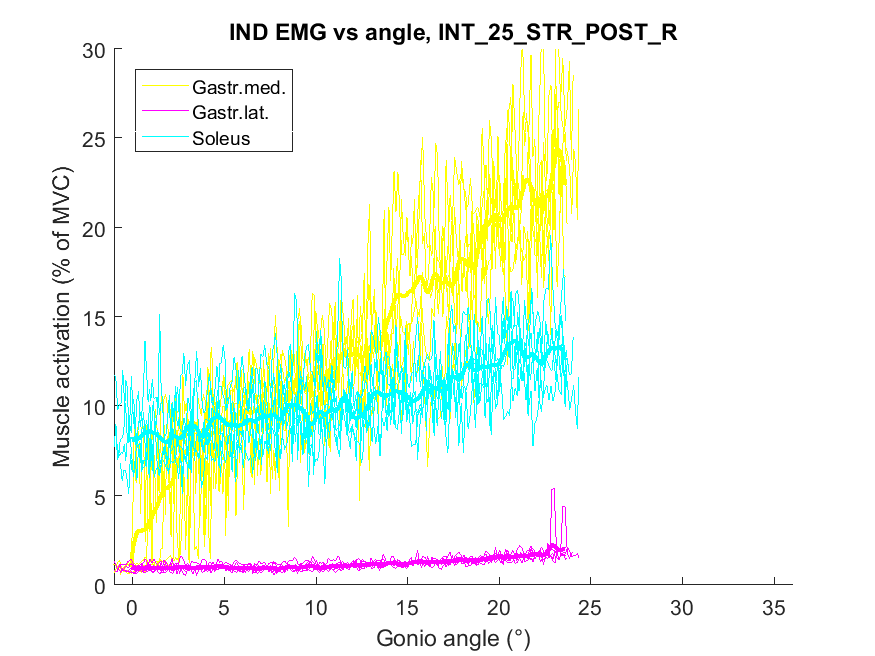 IND EMG vs angle, INT_25_STR_POST_R
30
25
20
15
10
5
0
Muscle activation (% of MVC)
Gastr.med.
Gastr.lat.
Soleus
0 5 10 15 20 25 30 35
Gonio angle (°)